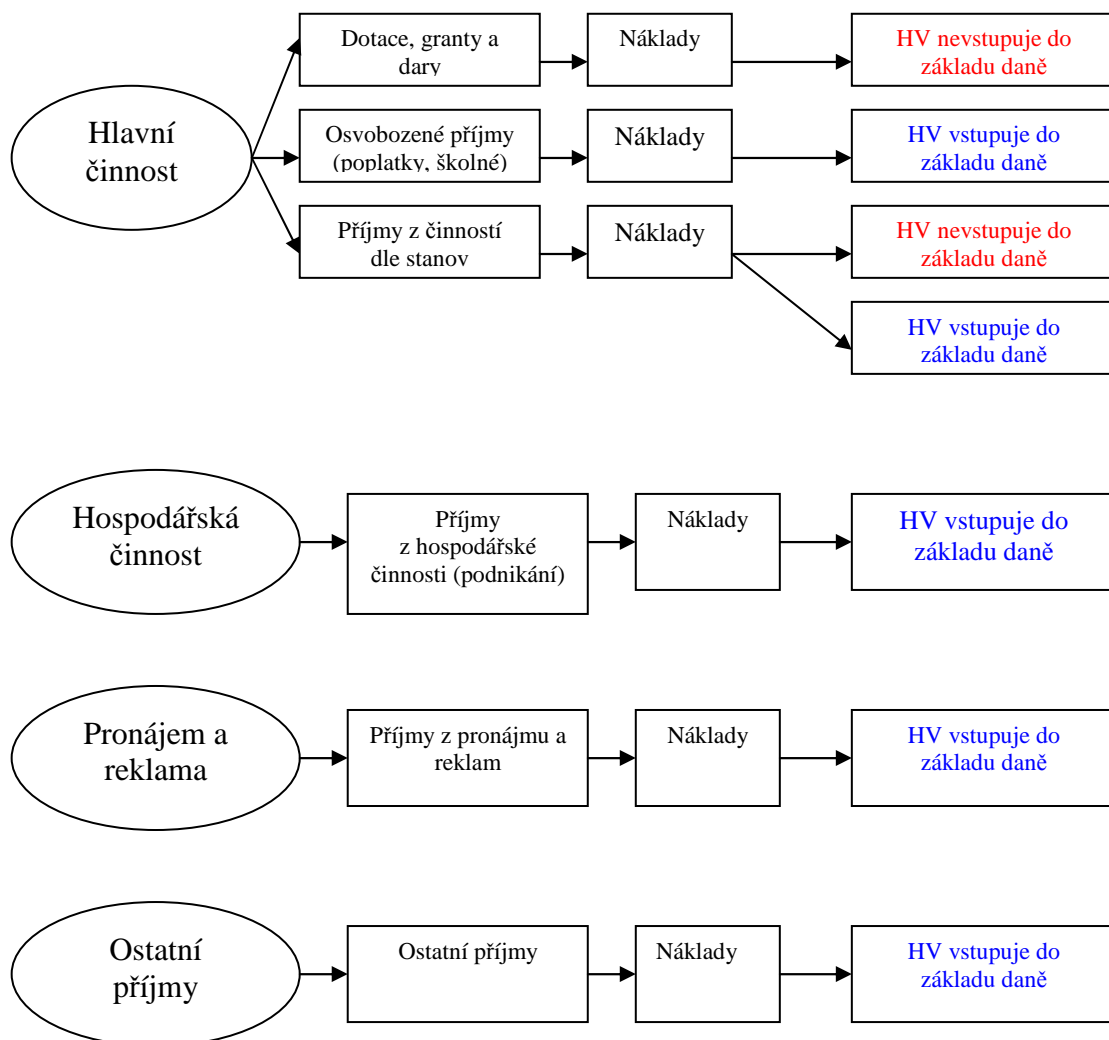 Hlavní
činnost
Dotace, granty a
dary
Náklady
HV nevstupuje do
základu daně
Osvobozené příjmy
(poplatky, školné)
Náklady
HV vstupuje do
základu daně
Příjmy z činností
dle stanov
Náklady
HV nevstupuje do
základu daně
HV vstupuje do
základu daně
Hospodářská
činnost
Příjmy
z hospodářské
činnosti (podnikání)
Náklady
HV vstupuje do
základu daně
Pronájem a
reklama
Příjmy z pronájmu a
reklam
Náklady
HV vstupuje do
základu daně
Ostatní
příjmy
Ostatní příjmy
Náklady
HV vstupuje do
základu daně